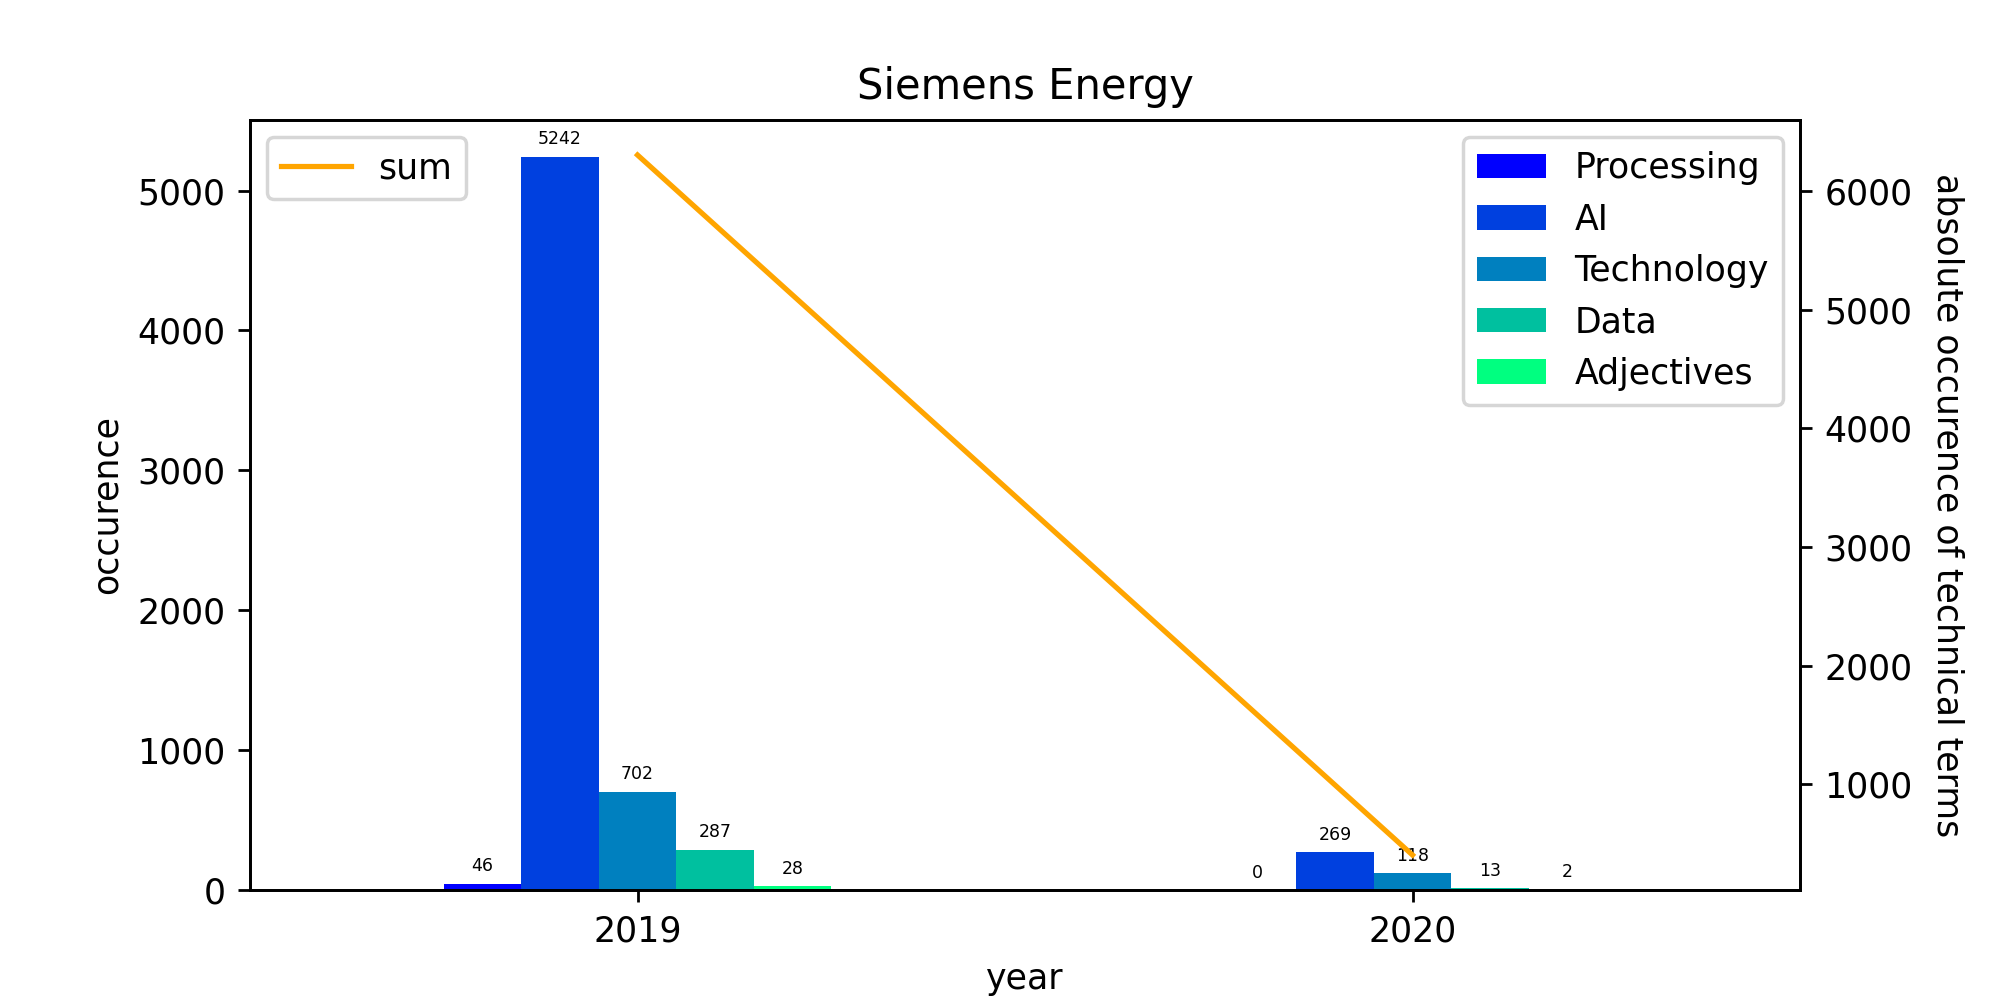 Siemens Energy
sum
Processing
AI
Technology
Data
Adjectives
5242
702
287
46
28
269
118
0
13
2
5000
4000
3000
2000
1000
0
occurence
6000
5000
4000
3000
2000
1000
absolute occurence of technical terms
2019
2020
year